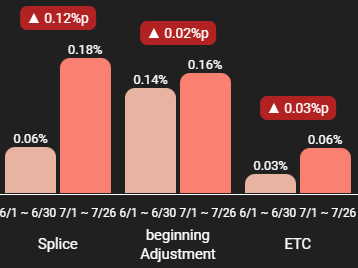 ▲ 0.12%p
▲ 0.02%p
▲ 0.03%p
0.06%
0.18%
0.14%
0.16%
0.03%
0.06%
6/1 ~ 6/30 7/1 ~ 7/26 6/1 ~ 6/30 7/1 ~ 7/26 6/1 ~ 6/30 7/1 ~ 7/26
Splice
beginning
Adjustment
ETC